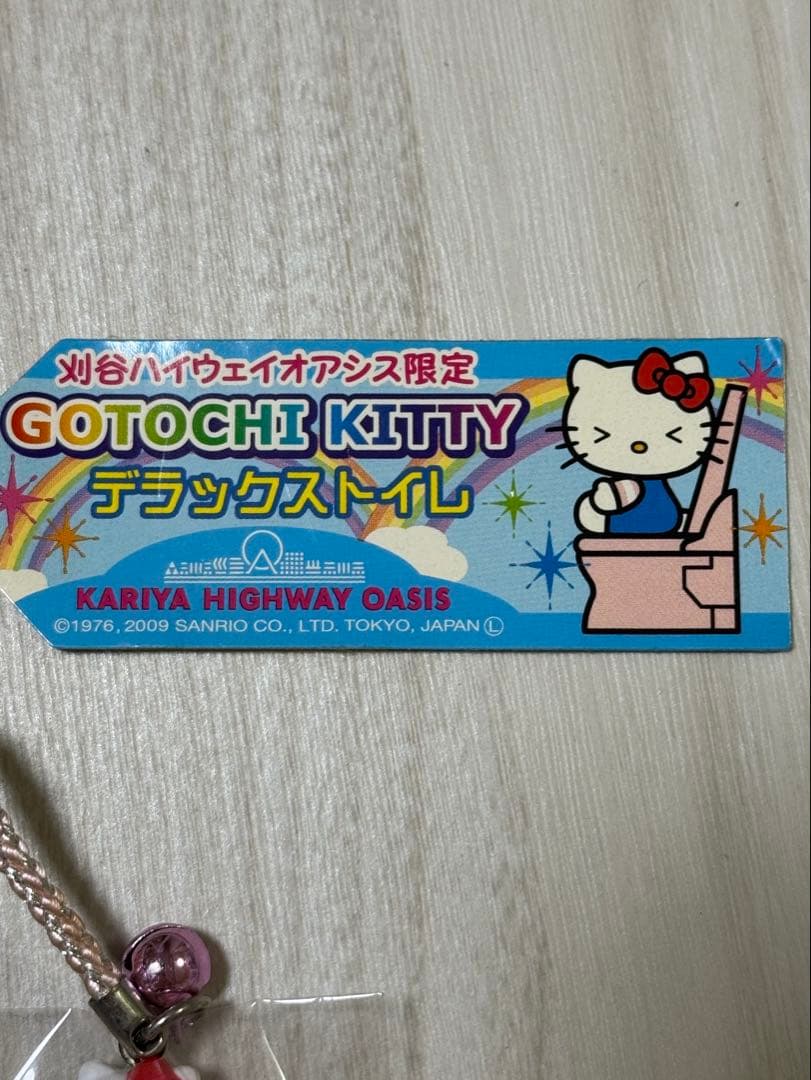 刈谷ハイウェイオアシス限定
GOTOCHI KITTY
デラックストイレ
KARIYA HIGHWAY OASIS
©1976, 2009 SANRIO CO., LTD. TOKYO, JAPAN Ⓛ